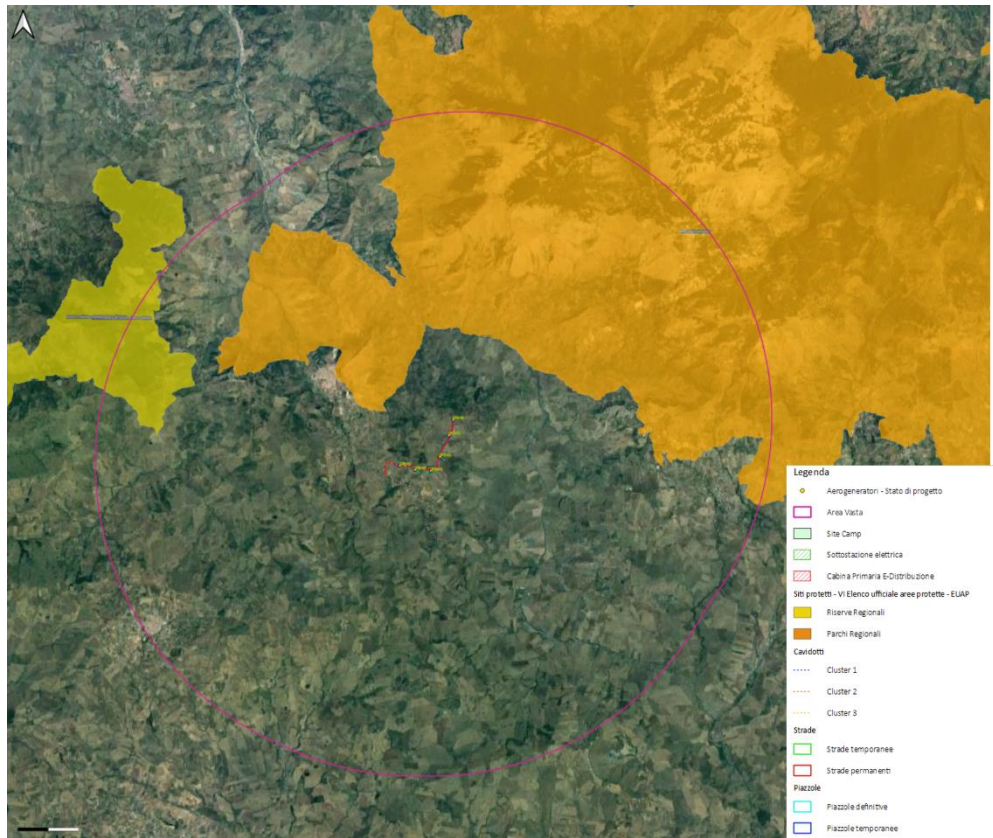 Legenda
Aerogeneratori - Stato di progetto
Area Vasta
Site Camp
Sottostazione elettrica
Cabina Primaria E-Distribuzione
Siti protetti - VI Elenco ufficiale aree protette - EUAP
Riserve Regionali
Parchi Regionali
Cavidotti
Cluster 1
Cluster 2
Cluster 3
Strade
Strade temporanee
Strade permanenti
Piazzole
Piazzole definitive
Piazzole temporanee